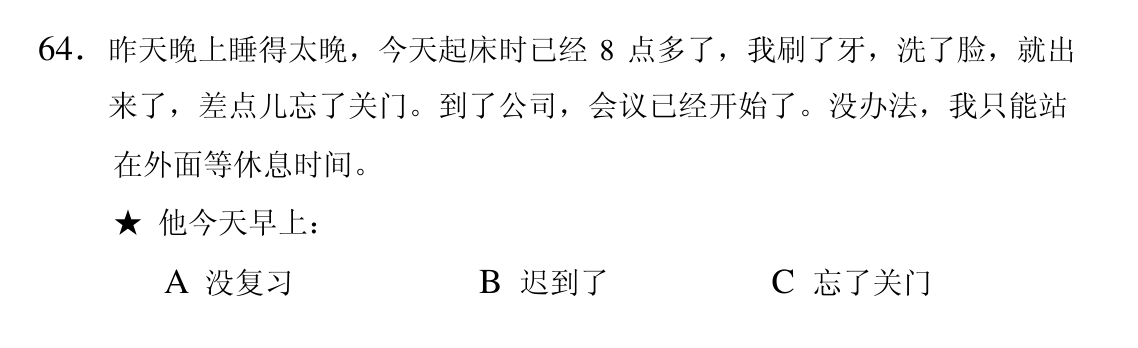 64. 昨天晚上睡得太晚，今天起床时已经 8 点多了，我刷了牙，洗了脸，就出
来了，差点儿忘了关门。到了公司，会议已经开始了。没办法，我只能站
在外面等休息时间。
★ 他今天早上：
A 没复习 B 迟到了 C 忘了关门